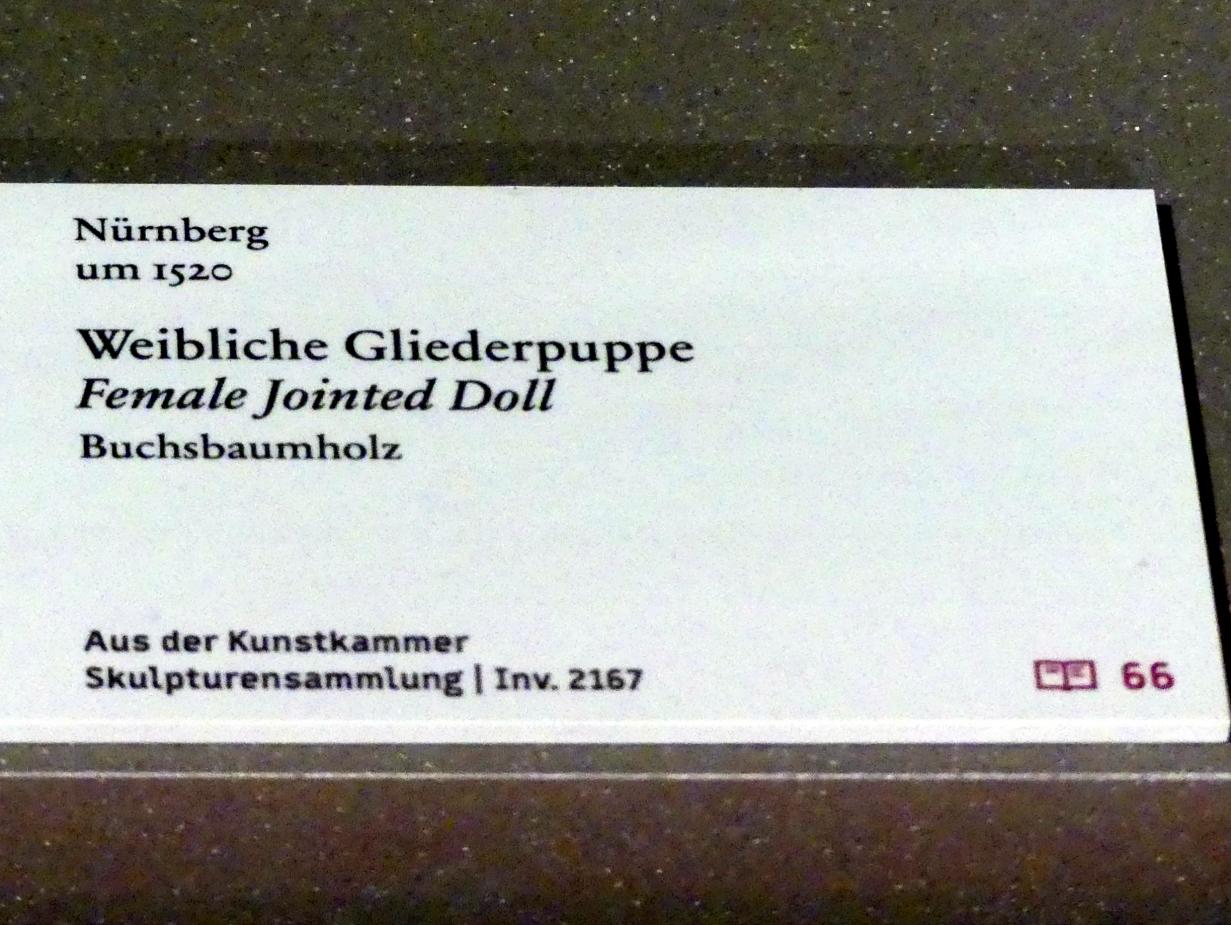 Nürnberg
um 1520
Weibliche Gliederpuppe
Female Jointed Doll
Buchsbaumholz
Aus der Kunstkammer
Skulpturensammlung | Inv. 2167
66